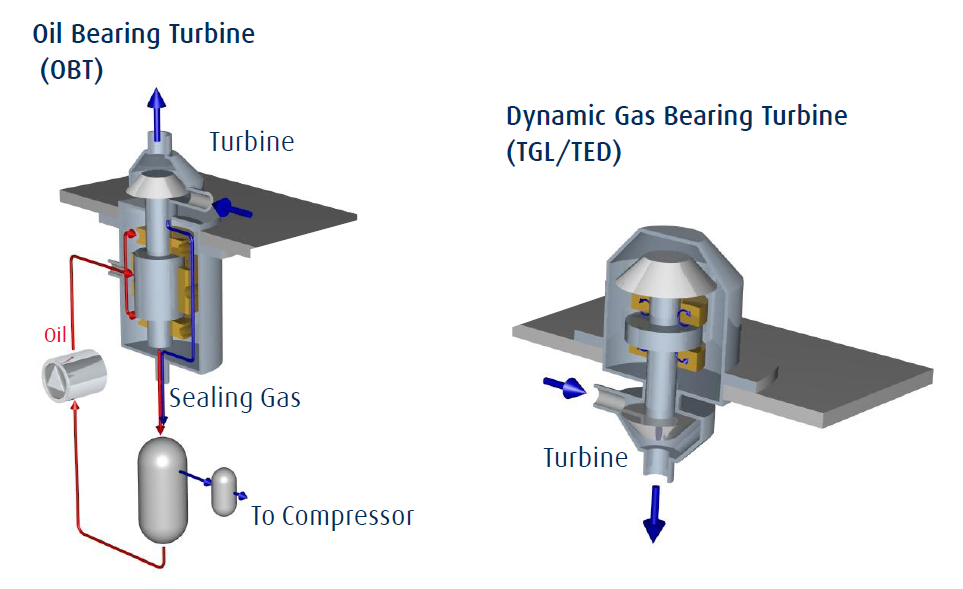 Oil Bearing Turbine
(OBT)
Turbine
Oil
Sealing Gas
To Compressor
Dynamic Gas Bearing Turbine
(TGL/TED)
Turbine